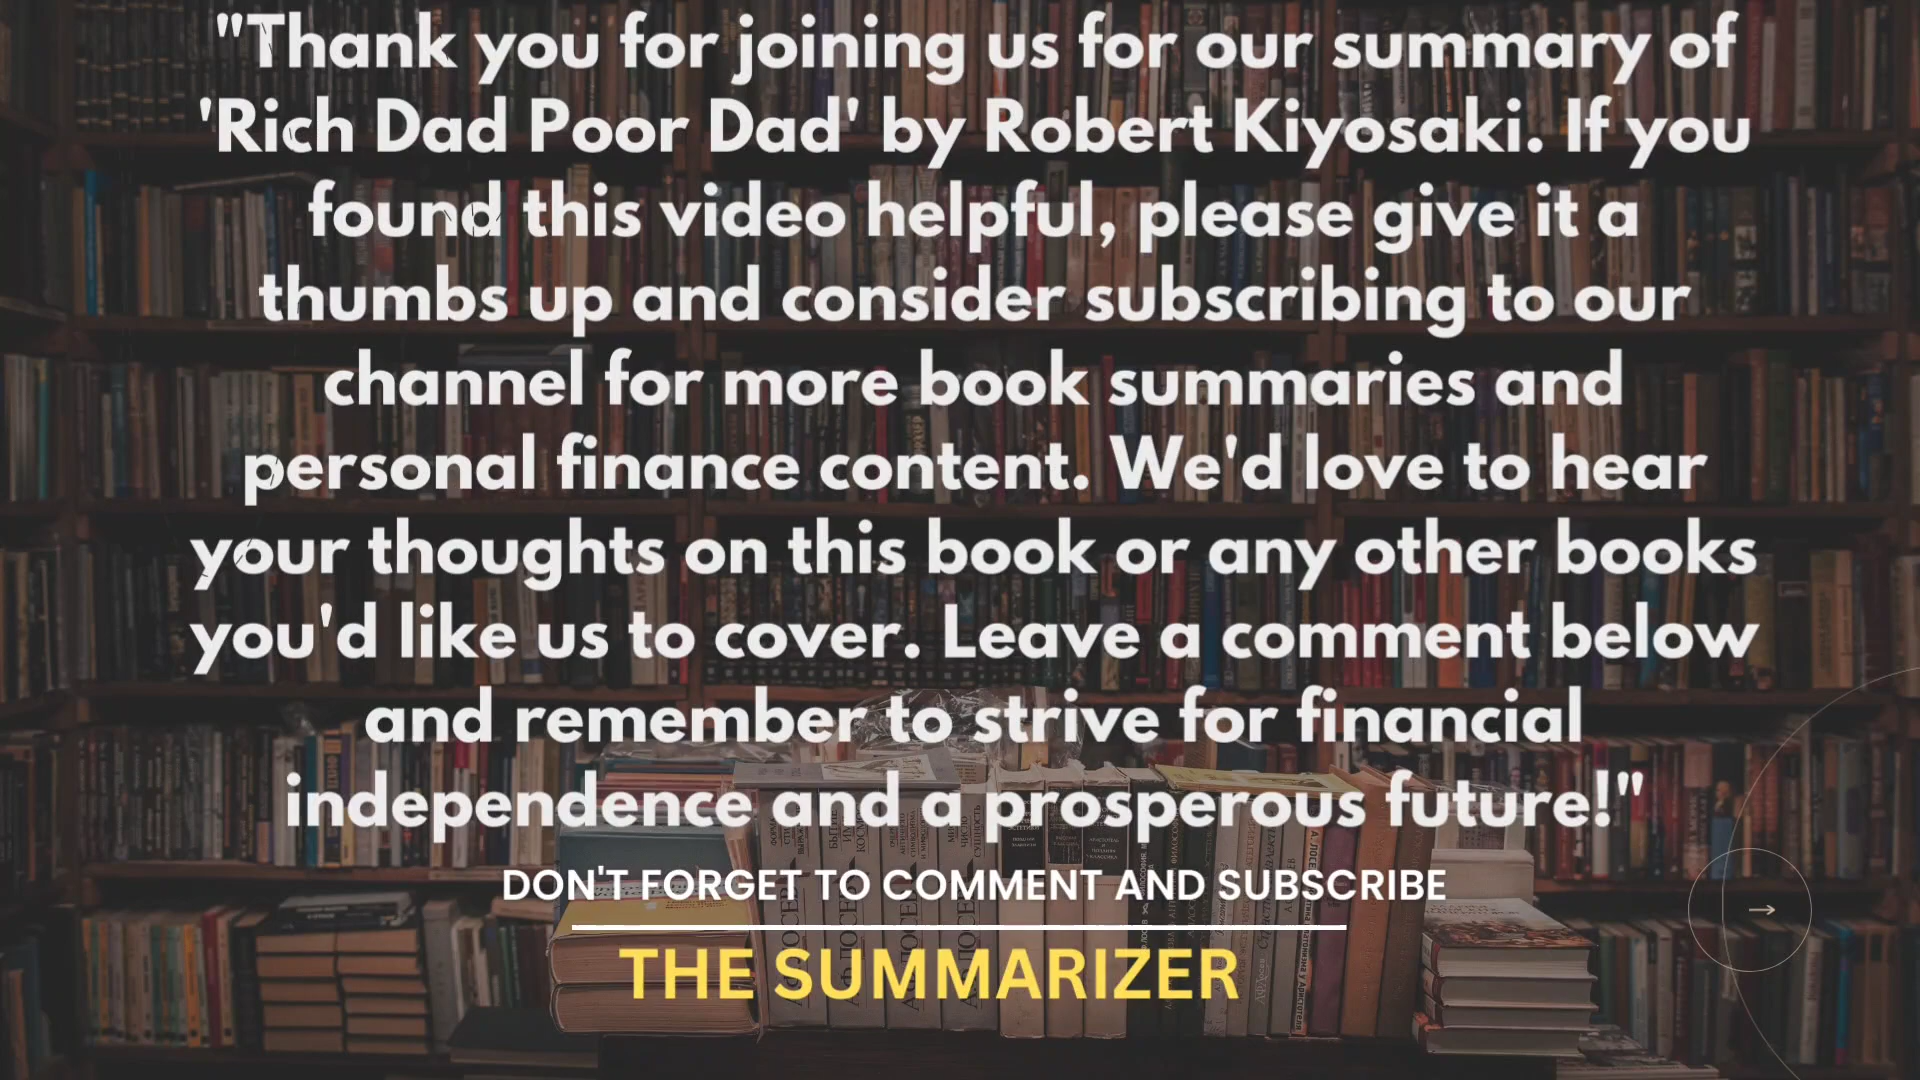 "Thank you for joining us for our summary of
'Rich Dad Poor Dad' by Robert Kiyosaki. If you
found this video helpful, please give it a
thumbs up and consider subscribing to our
channel for more book summaries and
personal finance content. We'd love to hear
your thoughts on this book or any other books
you'd like us to cover. Leave a comment below
and remember to strive for financial
independence and a prosperous future!"
DON'T FORGET TO COMMENT AND SUBSCRIBE
THE SUMMARIZER